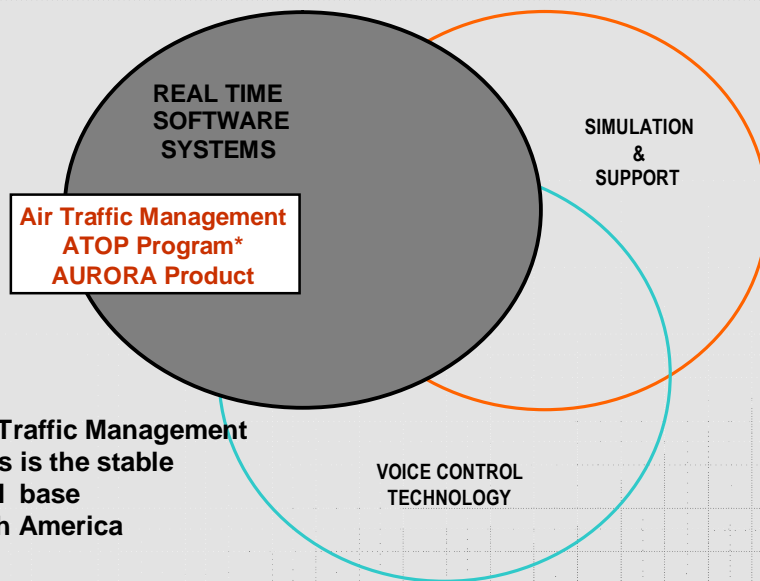 REAL TIME
SOFTWARE
SYSTEMS
SIMULATION
&
SUPPORT
Air Traffic Management
ATOP Program*
AURORA Product
Traffic Management
is the stable
base
America
VOICE CONTROL
TECHNOLOGY